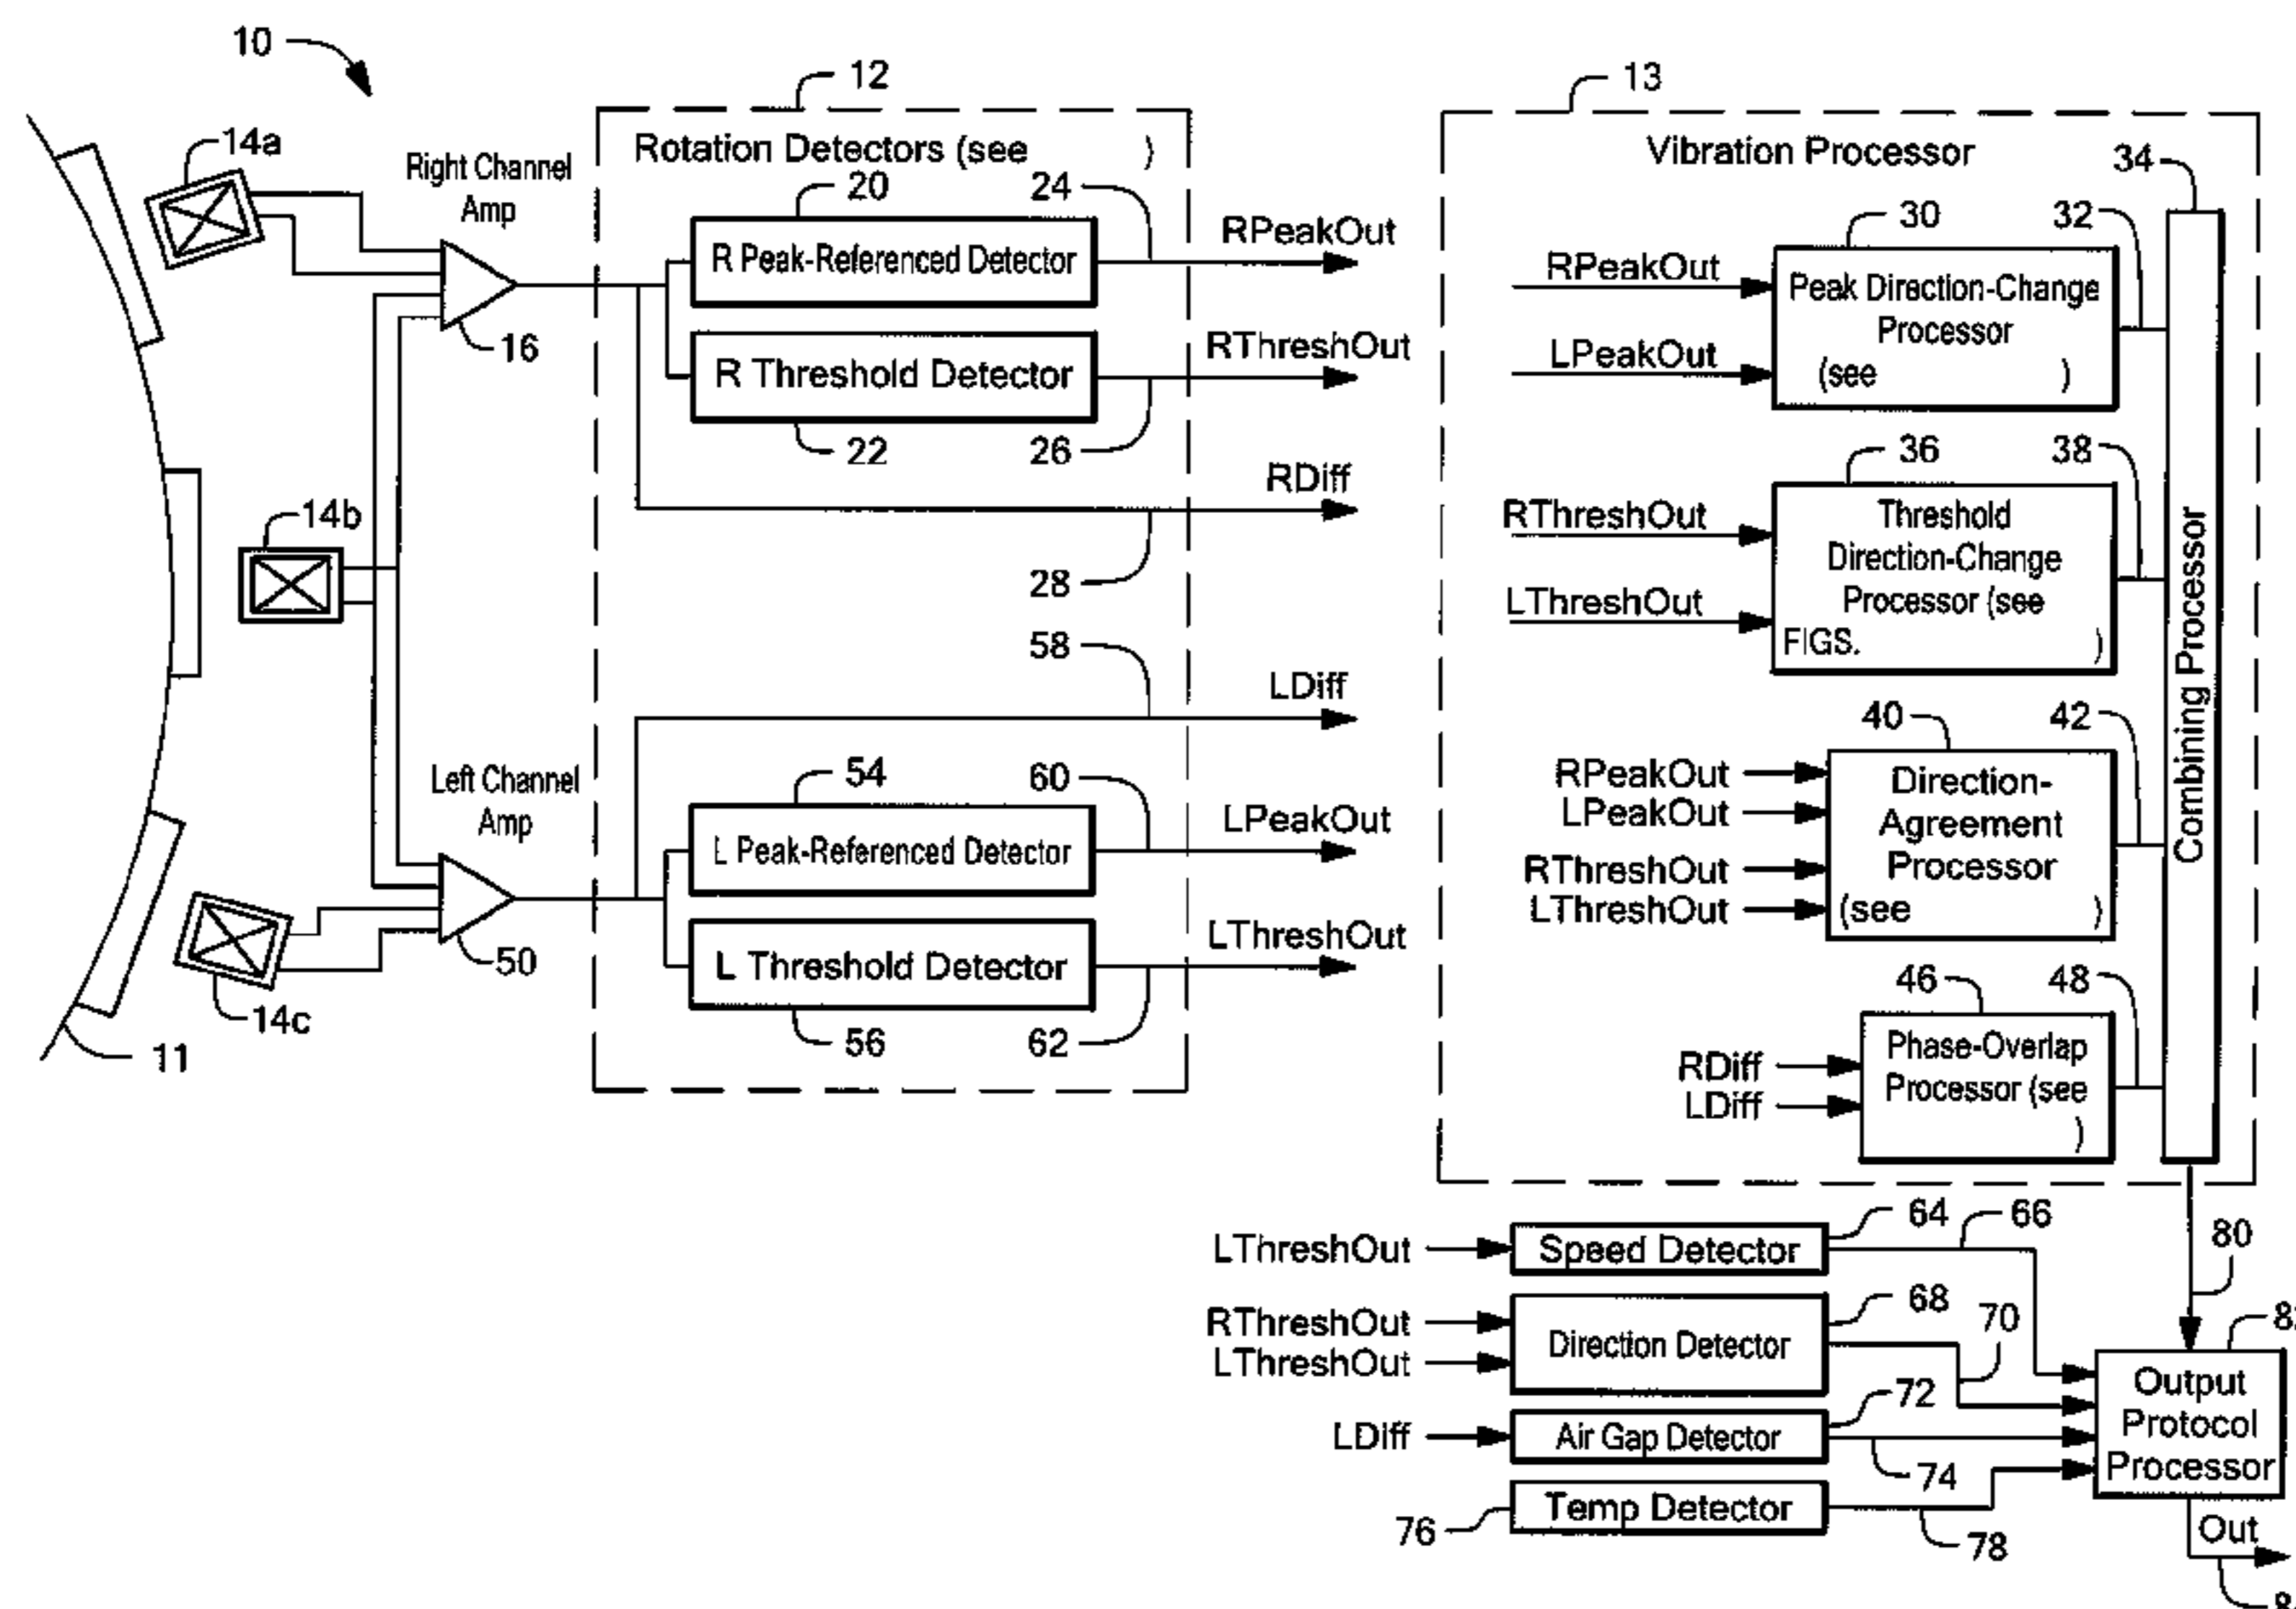 10
12
13
14a
Right Channel
Amp
Rotation Detectors (see )
Vibration Processor
34
20
24
RPeakOut
R Peak-Referenced Detector
30
32
RPeakOut
Peak Direction-Change
Processor
(see )
LPeakOut
16
RThreshOut
R Threshold Detector
22
26
RDiff
36
38
14b
RThreshOut
Threshold
Direction-Change
Processor (see
FIGS. )
LThreshOut
28
58
LDiff
Combining Processor
40
42
Left Channel
Amp
54
60
LPeakOut
RPeakOut
LPeakOut
RThreshOut
LThreshOut
Direction-
Agreement
Processor
(see )
L Peak-Referenced Detector
50
LThreshOut
L Threshold Detector
14c
11
56
62
46
48
RDiff
LDiff
Phase-Overlap
Processor (see
)
64
66
80
LThreshOut
Speed Detector
68
70
RThreshOut
LThreshOut
Direction Detector
72
LDiff
Air Gap Detector
74
Output
Protocol
Processor
76
Temp Detector
78
Out